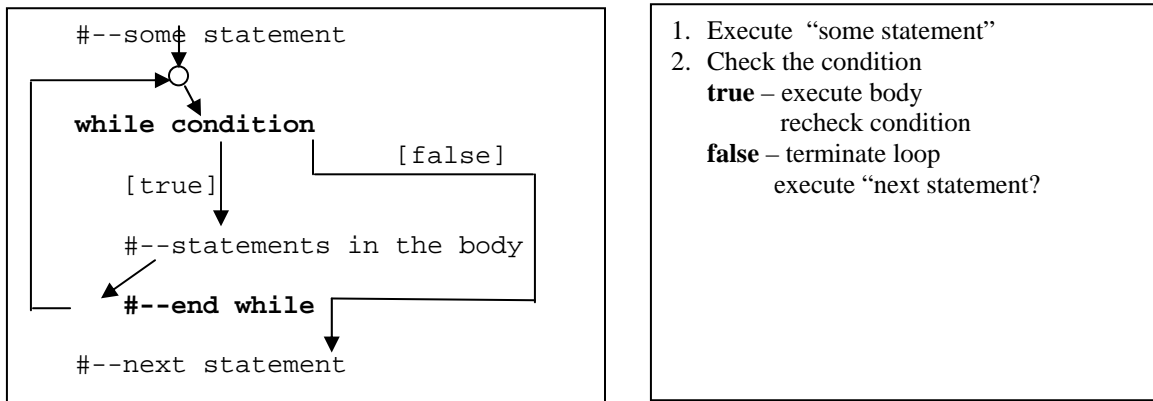 #--some statement
while condition
[false]
[true]
#--statements in the body
#--end while
#--next statement
1. Execute “some statement”
2. Check the condition
true – execute body
recheck condition
false – terminate loop
execute “next statement?